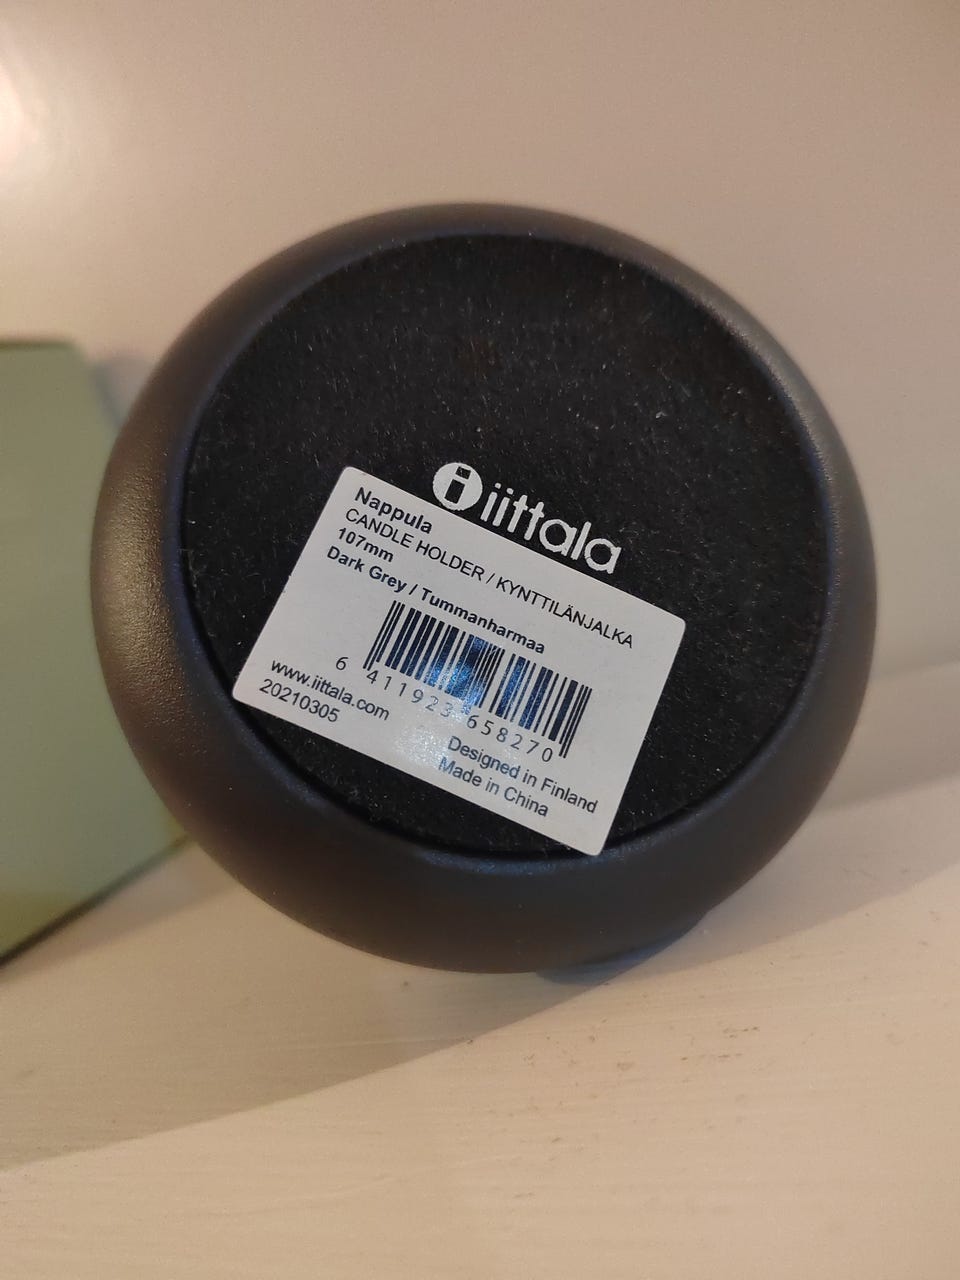 iittala
Nappula
CANDLE HOLDER / KYNTTILÄNJALKA
107mm
Dark Grey / Tummanharmaa
6 411923 658270
www.iittala.com
20210305
Designed in Finland
Made in China